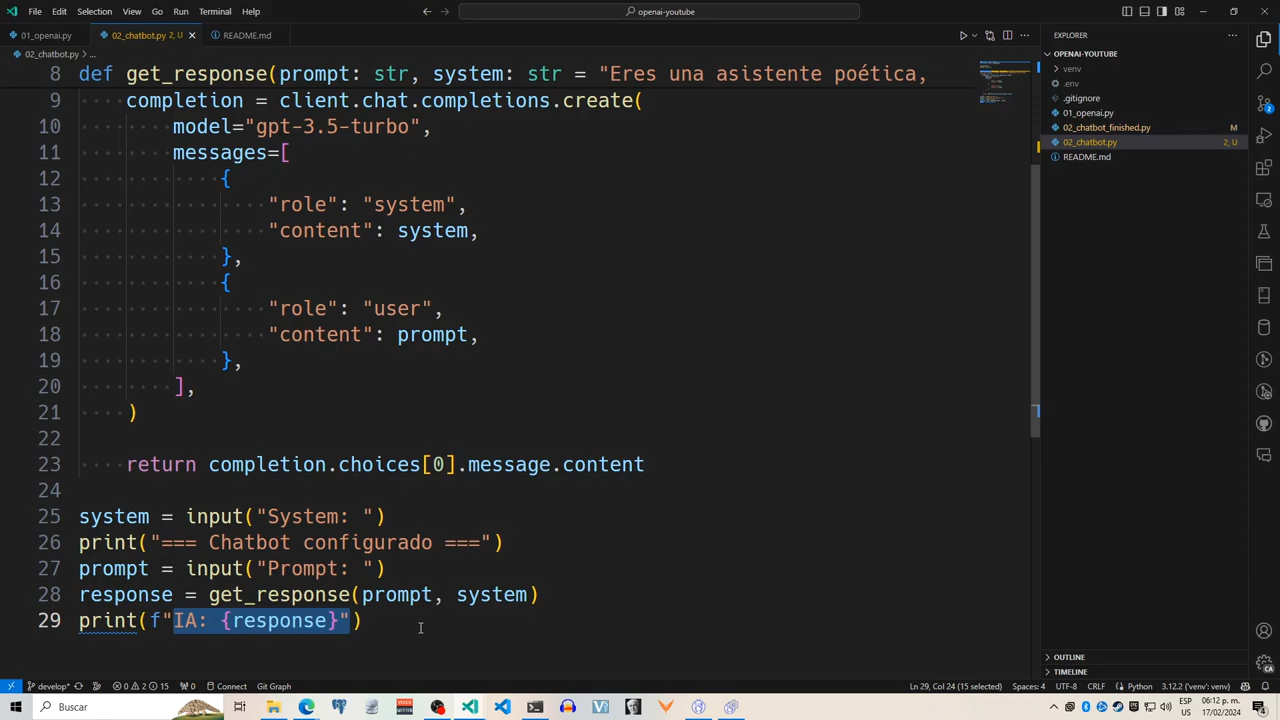 File Edit Selection View Go Run Terminal Help
openai-youtube
01_openai.py
02_chatbot.py 2, U
README.md
02_chatbot.py > ...
8 def get_response(prompt: str, system: str = "Eres una asistente poética,
9 completion = client.chat.completions.create(
10 model="gpt-3.5-turbo",
11 messages=[
12 {
13 "role": "system",
14 "content": system,
15 },
16 {
17 "role": "user",
18 "content": prompt,
19 },
20 ],
21 )
22
23 return completion.choices[0].message.content
24
25 system = input("System: ")
26 print("=== Chatbot configurado ===")
27 prompt = input("Prompt: ")
28 response = get_response(prompt, system)
29 print(f"IA: {response}")
EXPLORER
OPENAI-YOUTUBE
venv
.env
.gitignore
01_openai.py
02_chatbot_finished.py M
02_chatbot.py 2, U
README.md
OUTLINE
TIMELINE
develop* 0 2 15 0 Connect Git Graph
Ln 29, Col 24 (15 selected) Spaces: 4 UTF-8 CRLF Python 3.12.2 ('venv': venv)
Buscar
ESP
US
06:12 p. m.
17/02/2024